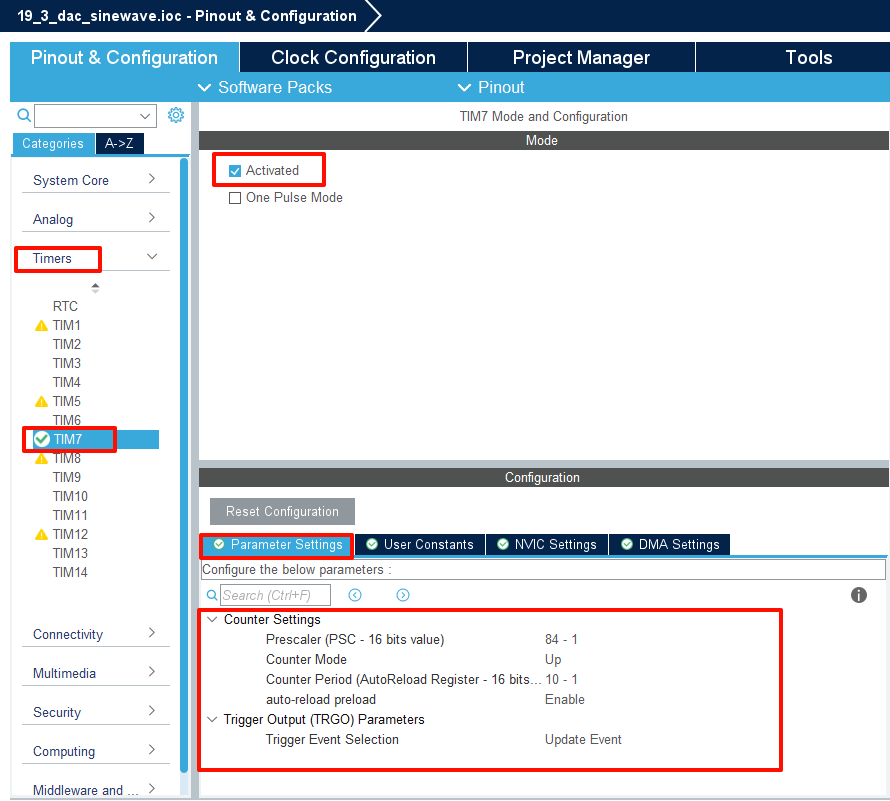 19_3_dac_sinewave.ioc - Pinout & Configuration
Pinout & Configuration Clock Configuration Project Manager Tools
Software Packs Pinout
TIM7 Mode and Configuration
Mode
Categories A->Z
Activated
One Pulse Mode
System Core
Analog
Timers
RTC
TIM1
TIM2
TIM3
TIM4
TIM5
TIM6
TIM7
TIM8
TIM9
TIM10
TIM11
TIM12
TIM13
TIM14
Connectivity
Multimedia
Security
Computing
Middleware and ...
Configuration
Reset Configuration
Parameter Settings User Constants NVIC Settings DMA Settings
Configure the below parameters :
Search (Ctrl+F)
Counter Settings
Prescaler (PSC - 16 bits value) 84 - 1
Counter Mode Up
Counter Period (AutoReload Register - 16 bits... 10 - 1
auto-reload preload Enable
Trigger Output (TRGO) Parameters
Trigger Event Selection Update Event